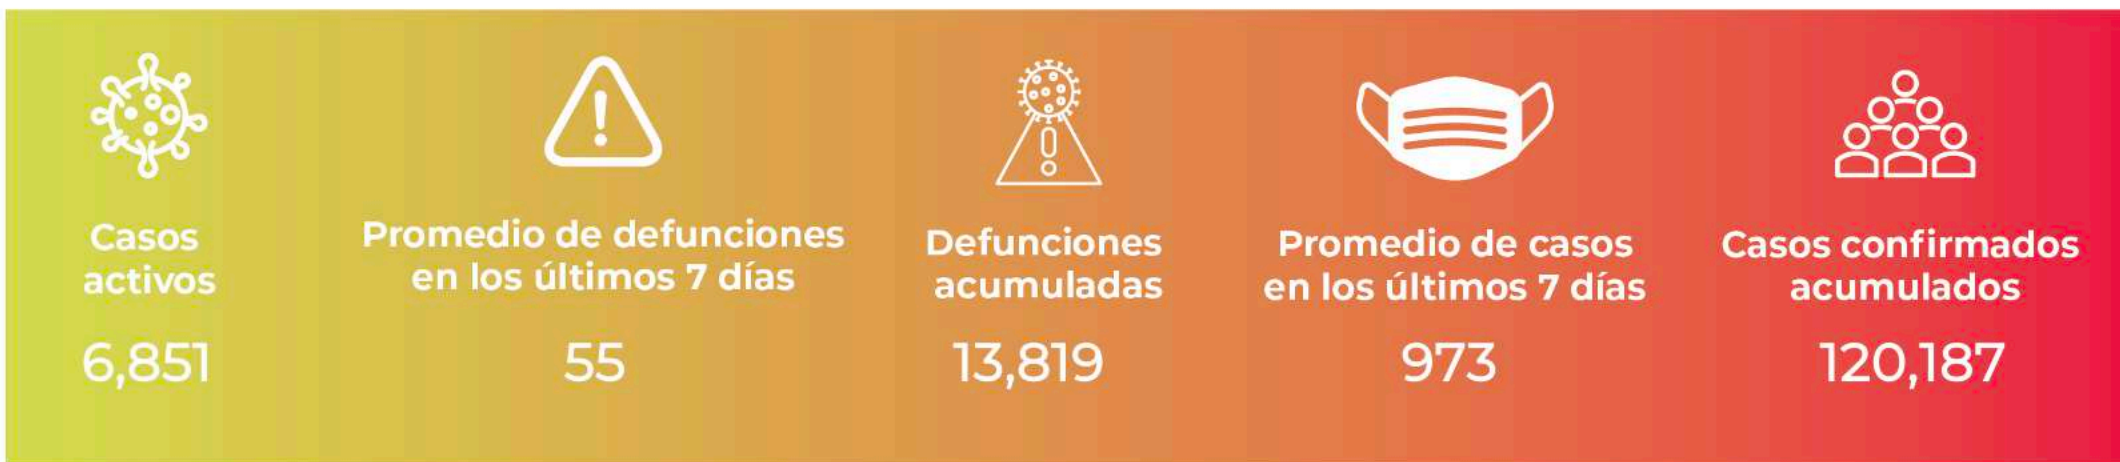 Casos
activos
6,851
Promedio de defunciones
en los últimos 7 días
55
Defunciones
acumuladas
13,819
Promedio de casos
en los últimos 7 días
973
Casos confirmados
acumulados
120,187